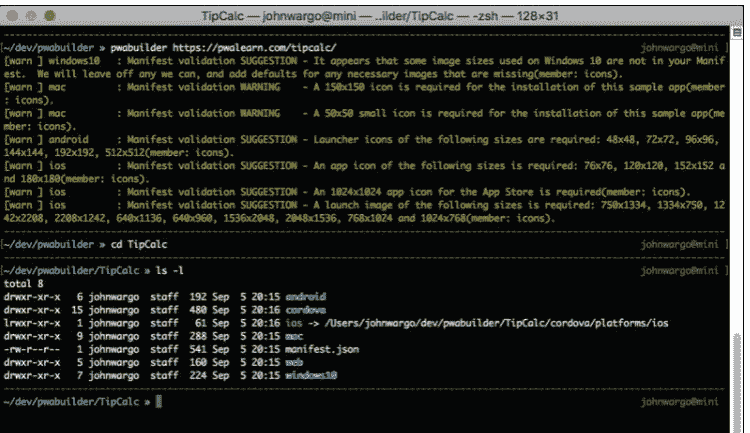 TipCalc — johnwargo@mini — ..ilder/TipCalc — -zsh — 128×31
[~/dev/pwabuilder » pwabuilder https://pwalearn.com/tipcalc/ johnwargo@mini ]
[warn ] windows10 : Manifest validation SUGGESTION - It appears that some image sizes used on Windows 10 are not in your Manif
est. We will leave off any we can, and add defaults for any necessary images that are missing(member: icons).
[warn ] mac : Manifest validation WARNING - A 150x150 icon is required for the installation of this sample app(member
: icons).
[warn ] mac : Manifest validation WARNING - A 50x50 small icon is required for the installation of this sample app(me
mber: icons).
[warn ] android : Manifest validation SUGGESTION - Launcher icons of the following sizes are required: 48x48, 72x72, 96x96,
144x144, 192x192, 512x512(member: icons).
[warn ] ios : Manifest validation SUGGESTION - An app icon of the following sizes is required: 76x76, 120x120, 152x152 a
nd 180x180(member: icons).
[warn ] ios : Manifest validation SUGGESTION - An 1024x1024 app icon for the App Store is required(member: icons).
[warn ] ios : Manifest validation SUGGESTION - A launch image of the following sizes is required: 750x1334, 1334x750, 12
42x2208, 2208x1242, 640x1136, 640x960, 1536x2048, 2048x1536, 768x1024 and 1024x768(member: icons).
[~/dev/pwabuilder » cd TipCalc johnwargo@mini ]
[~/dev/pwabuilder/TipCalc » ls -l johnwargo@mini ]
total 8
drwxr-xr-x 6 johnwargo staff 192 Sep 5 20:15 android
drwxr-xr-x 15 johnwargo staff 480 Sep 5 20:16 cordova
lrwxr-xr-x 1 johnwargo staff 61 Sep 5 20:16 ios -> /Users/johnwargo/dev/pwabuilder/TipCalc/cordova/platforms/ios
drwxr-xr-x 9 johnwargo staff 288 Sep 5 20:15 mac
-rw-r--r-- 1 johnwargo staff 541 Sep 5 20:15 manifest.json
drwxr-xr-x 5 johnwargo staff 160 Sep 5 20:15 web
drwxr-xr-x 7 johnwargo staff 224 Sep 5 20:15 windows10
~/dev/pwabuilder/TipCalc » johnwargo@mini